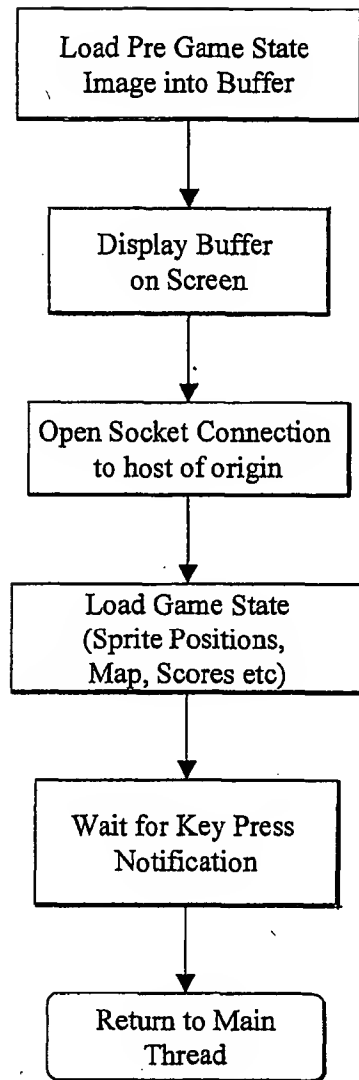 Load Pre Game State
Image into Buffer
Display Buffer
on Screen
Open Socket Connection
to host of origin
Load Game State
(Sprite Positions,
Map, Scores etc)
Wait for Key Press
Notification
Return to Main
Thread